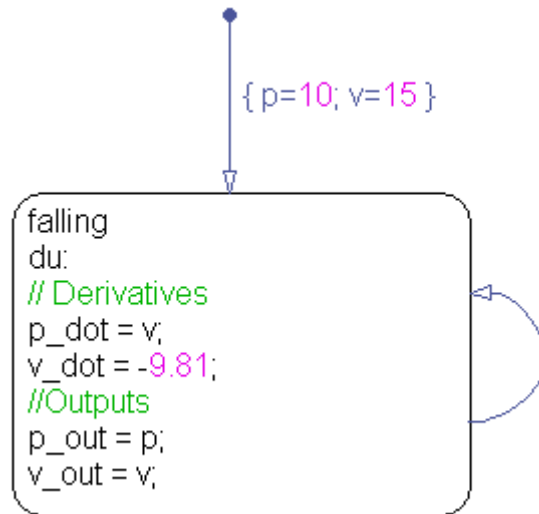 { p=10; v=15 }
falling
du:
// Derivatives
p_dot = v;
v_dot = -9.81;
//Outputs
p_out = p;
v_out = v;